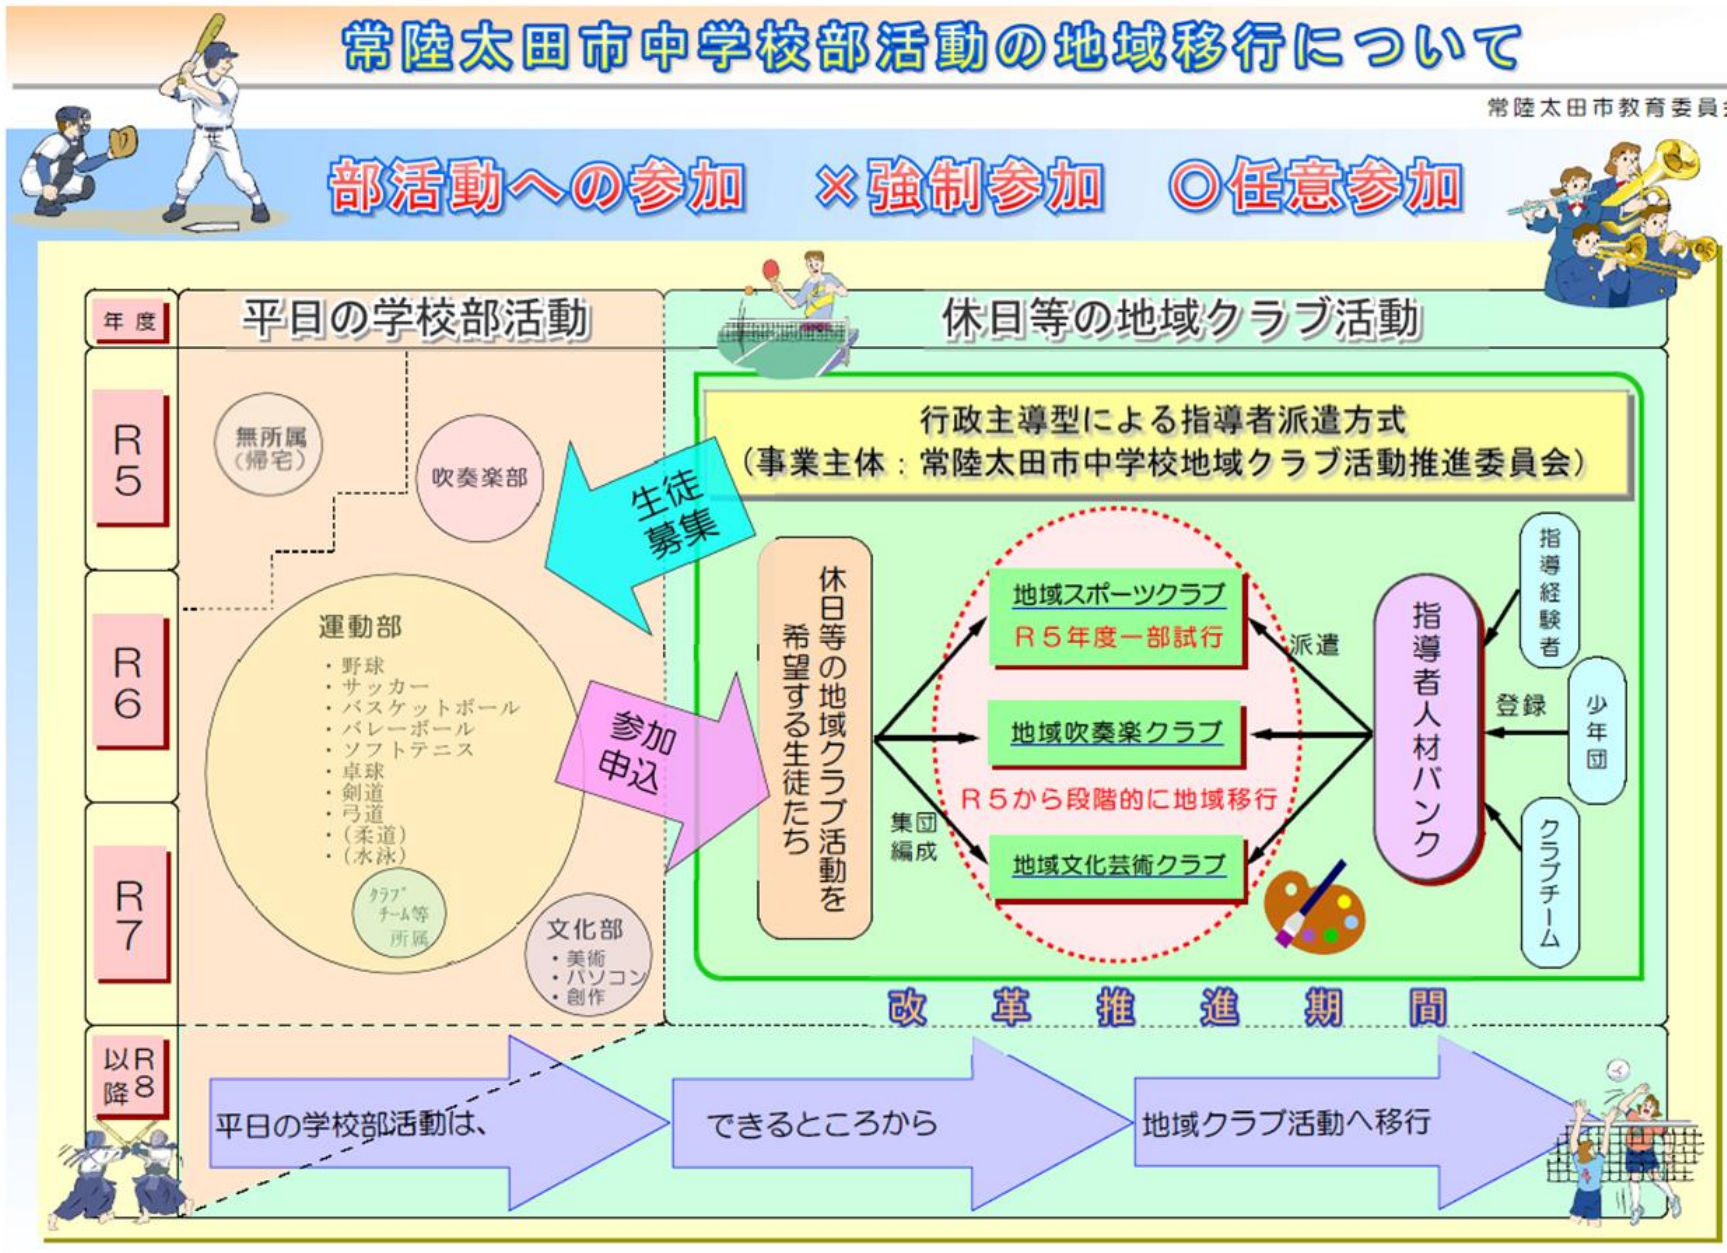 常陸太田市中学校部活動の地域移行について
常陸太田市教育委員会
部活動への参加　×強制参加　○任意参加
年度
平日の学校部活動
休日等の地域クラブ活動
R5
R6
R7
R8以降
無所属
(帰宅)
吹奏楽部
運動部
・野球
・サッカー
・バスケットボール
・バレーボール
・ソフトテニス
・卓球
・剣道
・弓道
・(柔道)
・(水泳)
クラブ
チーム等
所属
文化部
・美術
・パソコン
・創作
生徒
募集
参加
申込
行政主導型による指導者派遣方式
(事業主体：常陸太田市中学校地域クラブ活動推進委員会)
休日等の地域クラブ活動を
希望する生徒たち
集団
編成
地域スポーツクラブ
R5年度一部試行
地域吹奏楽クラブ
R5から段階的に地域移行
地域文化芸術クラブ
派遣
指導者人材バンク
登録
指導経験者
少年団
クラブチーム
改革推進期間
平日の学校部活動は、
できるところから
地域クラブ活動へ移行